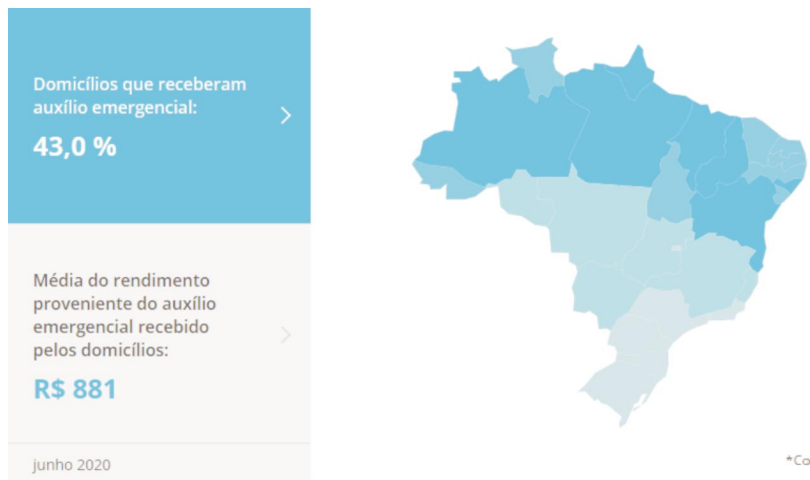 Domicílios que receberam
auxílio emergencial:
43,0 %
Média do rendimento
proveniente do auxílio
emergencial recebido
pelos domicílios:
R$ 881
junho 2020